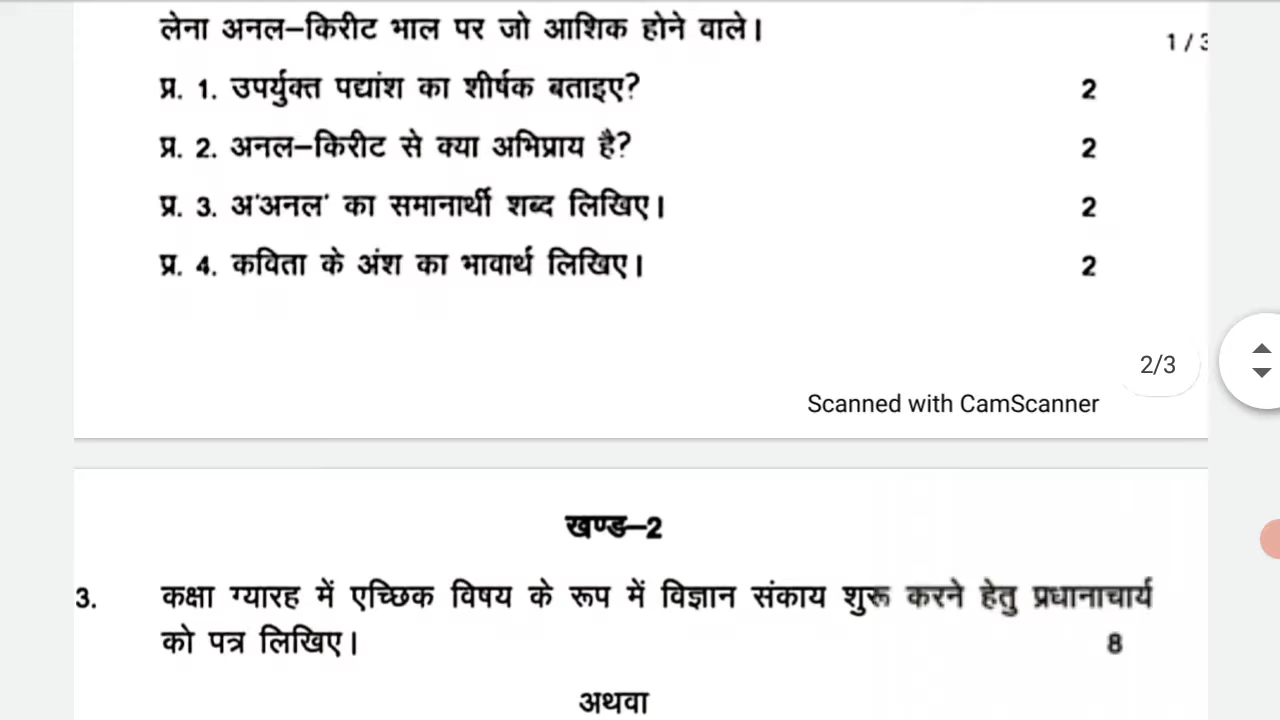 लेना अनल–किरीट भाल पर जो आशिक होने वाले।
1 / 3
प्र. 1. उपर्युक्त पद्यांश का शीर्षक बताइए? 2
प्र. 2. अनल–किरीट से क्या अभिप्राय है? 2
प्र. 3. अ'अनल' का समानार्थी शब्द लिखिए। 2
प्र. 4. कविता के अंश का भावार्थ लिखिए। 2
2/3
Scanned with CamScanner
खण्ड–2
3. कक्षा ग्यारह में एच्छिक विषय के रूप में विज्ञान संकाय शुरू करने हेतु प्रधानाचार्य
को पत्र लिखिए। 8
अथवा